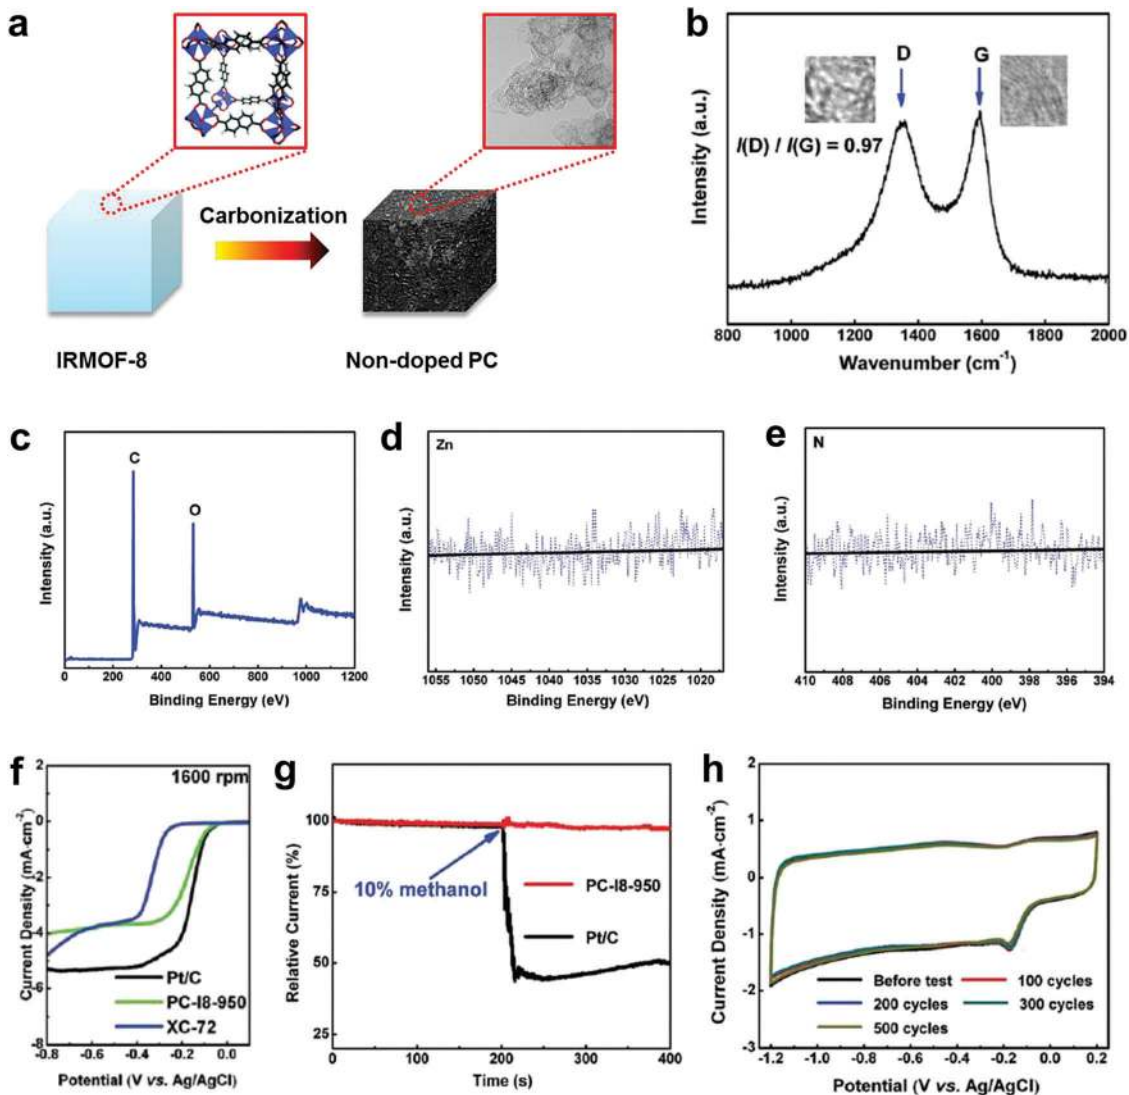 a
Carbonization
IRMOF-8
Non-doped PC
b
D
G
I(D) / I(G) = 0.97
Intensity (a.u.)
800 1000 1200 1400 1600 1800 2000
Wavenumber (cm⁻¹)
c
C
O
Intensity (a.u.)
0 200 400 600 800 1000 1200
Binding Energy (eV)
d
Zn
Intensity (a.u.)
1055 1050 1045 1040 1035 1030 1025 1020
Binding Energy (eV)
e
N
Intensity (a.u.)
410 408 406 404 402 400 398 396 394
Binding Energy (eV)
f
1600 rpm
Current Density (mA·cm⁻²)
2
0
-2
-4
-6
-8
Pt/C
PC-I8-950
XC-72
-0.8 -0.6 -0.4 -0.2 0.0
Potential (V vs. Ag/AgCl)
g
Relative Current (%)
100
75
50
25
10% methanol
PC-I8-950
Pt/C
0 100 200 300 400
Time (s)
h
Current Density (mA·cm⁻²)
2
1
0
-1
-2
-3
Before test 100 cycles
200 cycles 300 cycles
500 cycles
-1.2 -1.0 -0.8 -0.6 -0.4 -0.2 0.0 0.2
Potential (V vs. Ag/AgCl)